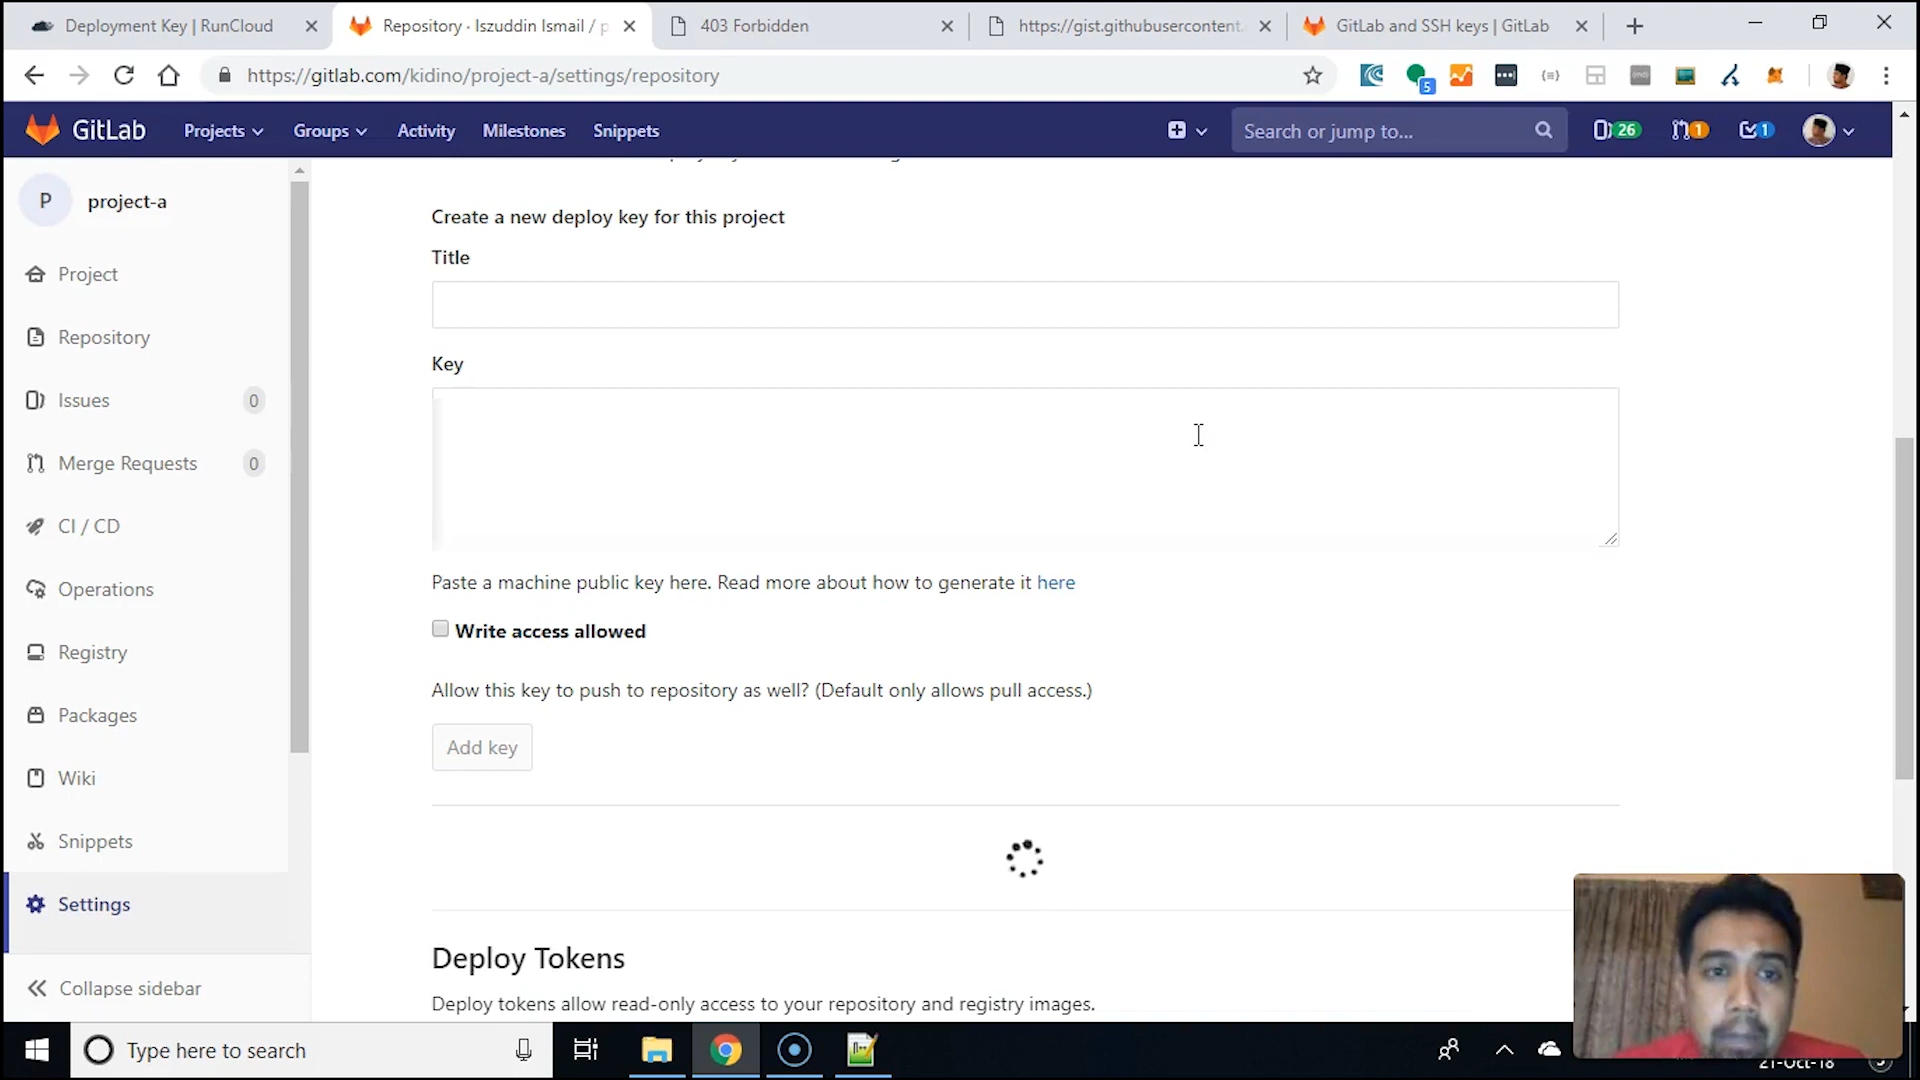 Deployment Key | RunCloud
Repository · Iszuddin Ismail / p
403 Forbidden
https://gist.githubusercontent.
GitLab and SSH keys | GitLab
https://gitlab.com/kidino/project-a/settings/repository
5
GitLab
Projects
Groups
Activity
Milestones
Snippets
Search or jump to...
26
1
1
P
project-a
Project
Repository
Issues 0
Merge Requests 0
CI / CD
Operations
Registry
Packages
Wiki
Snippets
Settings
Collapse sidebar
Create a new deploy key for this project
Title
Key
Paste a machine public key here. Read more about how to generate it here
Write access allowed
Allow this key to push to repository as well? (Default only allows pull access.)
Add key
Deploy Tokens
Deploy tokens allow read-only access to your repository and registry images.
Type here to search
21-Oct-18